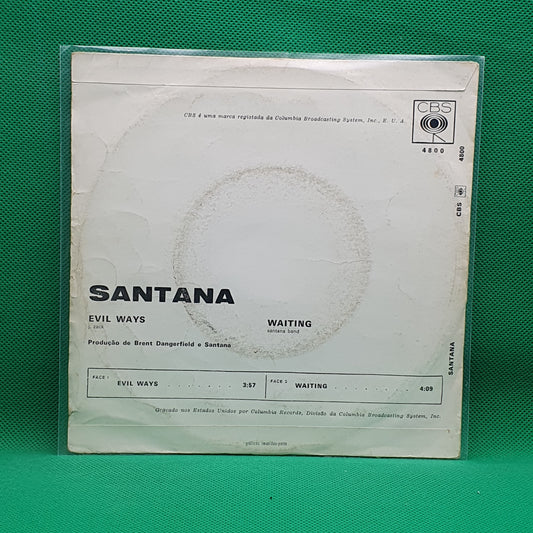 CBS
4800
CBS é uma marca registada da Columbia Broadcasting System, Inc., E. U. A.
CBS 4800
SANTANA
SANTANA
EVIL WAYS
WAITING
santana band
Produção de Brent Dangerfield e Santana
FACE 1
EVIL WAYS . . . . . . . . 3:57
FACE 2
WAITING . . . . . . . . . 4:09
Gravado nos Estados Unidos por Columbia Records, Divisão da Columbia Broadcasting System, Inc.